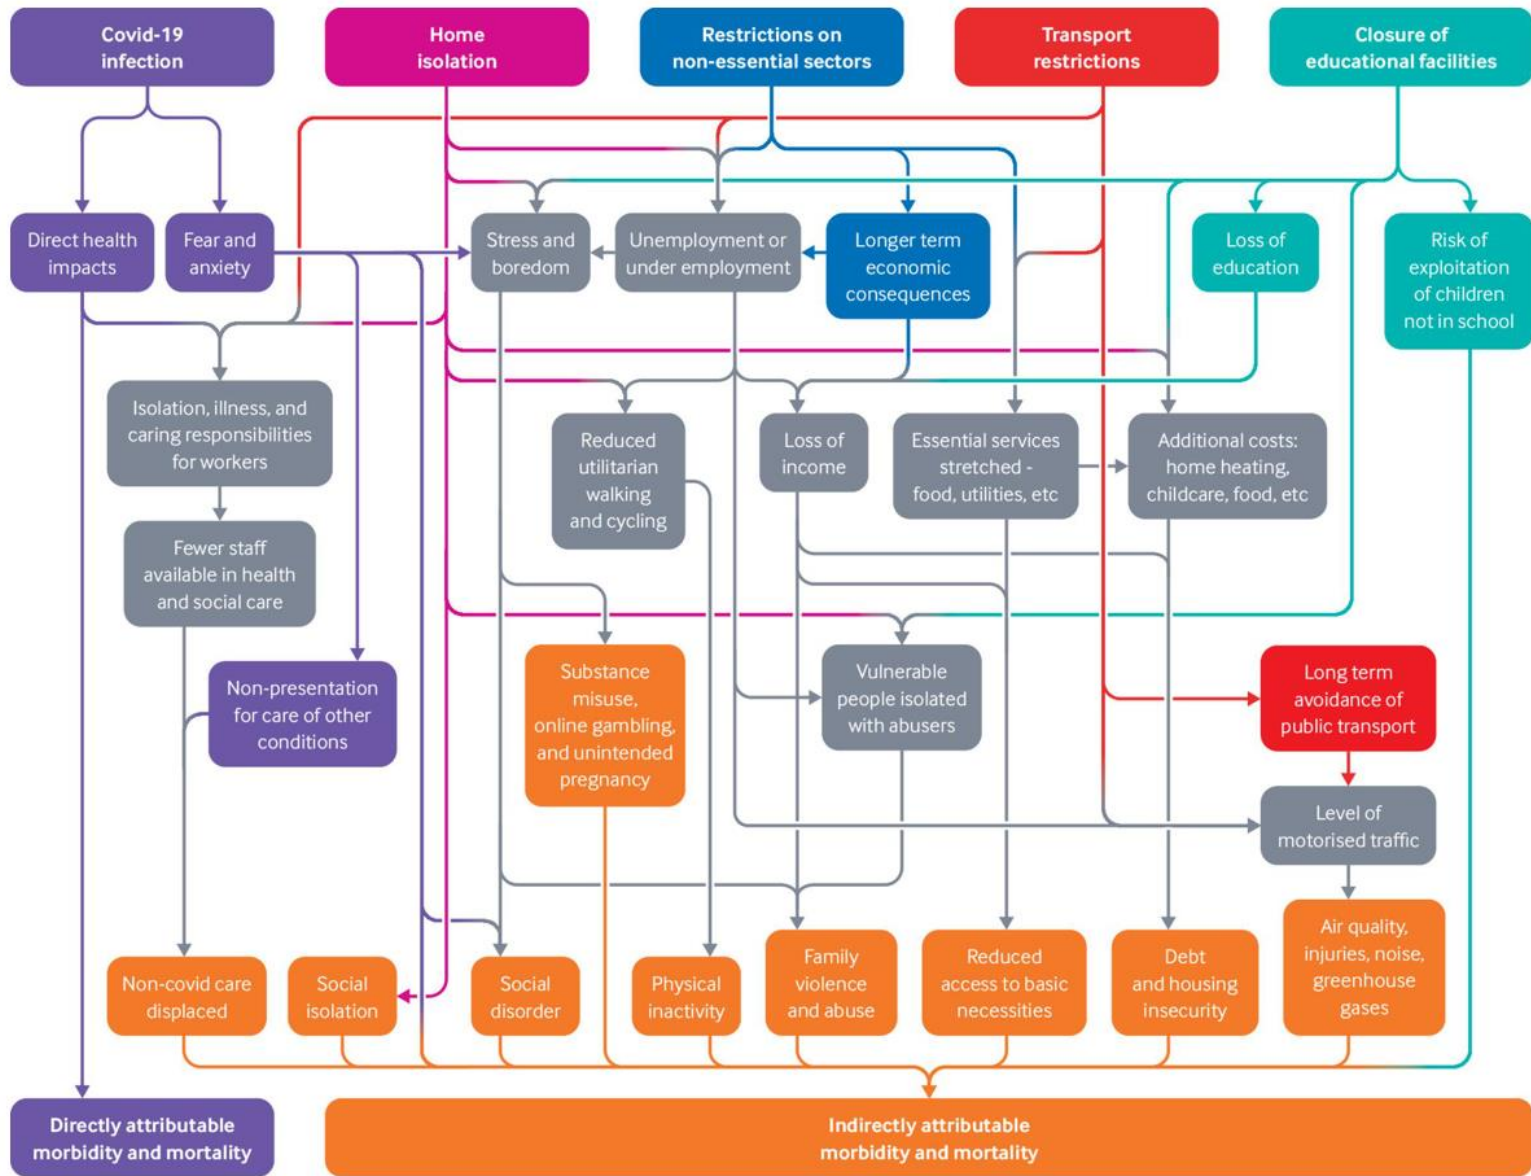 Covid-19
infection
Home
isolation
Restrictions on
non-essential sectors
Transport
restrictions
Closure of
educational facilities
Direct health
impacts
Fear and
anxiety
Stress and
boredom
Unemployment or
under employment
Longer term
economic
consequences
Loss of
education
Risk of
exploitation
of children
not in school
Isolation, illness, and
caring responsibilities
for workers
Reduced
utilitarian
walking
and cycling
Loss of
income
Essential services
stretched -
food, utilities, etc
Additional costs:
home heating,
childcare, food, etc
Fewer staff
available in health
and social care
Non-presentation
for care of other
conditions
Substance
misuse,
online gambling,
and unintended
pregnancy
Vulnerable
people isolated
with abusers
Long term
avoidance of
public transport
Level of
motorised traffic
Non-covid care
displaced
Social
isolation
Social
disorder
Physical
inactivity
Family
violence
and abuse
Reduced
access to basic
necessities
Debt
and housing
insecurity
Air quality,
injuries, noise,
greenhouse
gases
Directly attributable
morbidity and mortality
Indirectly attributable
morbidity and mortality